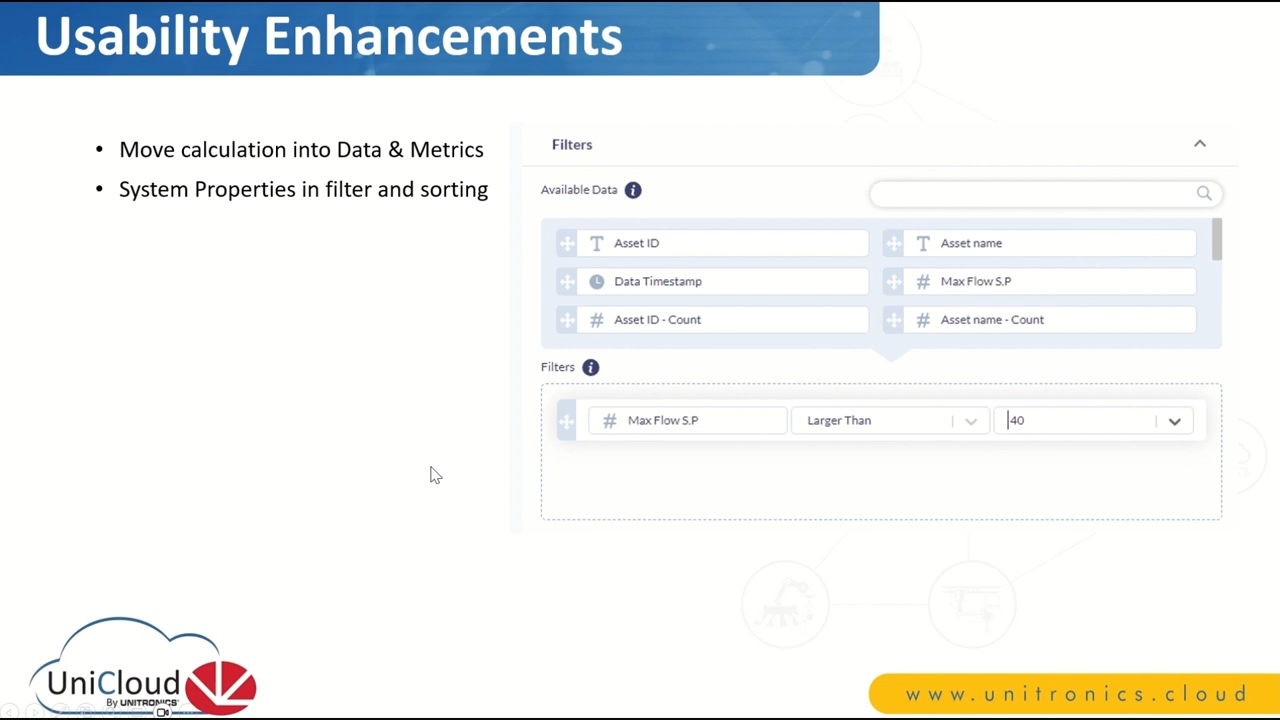 Usability Enhancements
• Move calculation into Data & Metrics
• System Properties in filter and sorting
Filters
Available Data
Asset ID
Asset name
Data Timestamp
# Max Flow S.P
# Asset ID - Count
# Asset name - Count
Filters
# Max Flow S.P
Larger Than
40
UniCloud
By UNITRONICS
www.unitronics.cloud